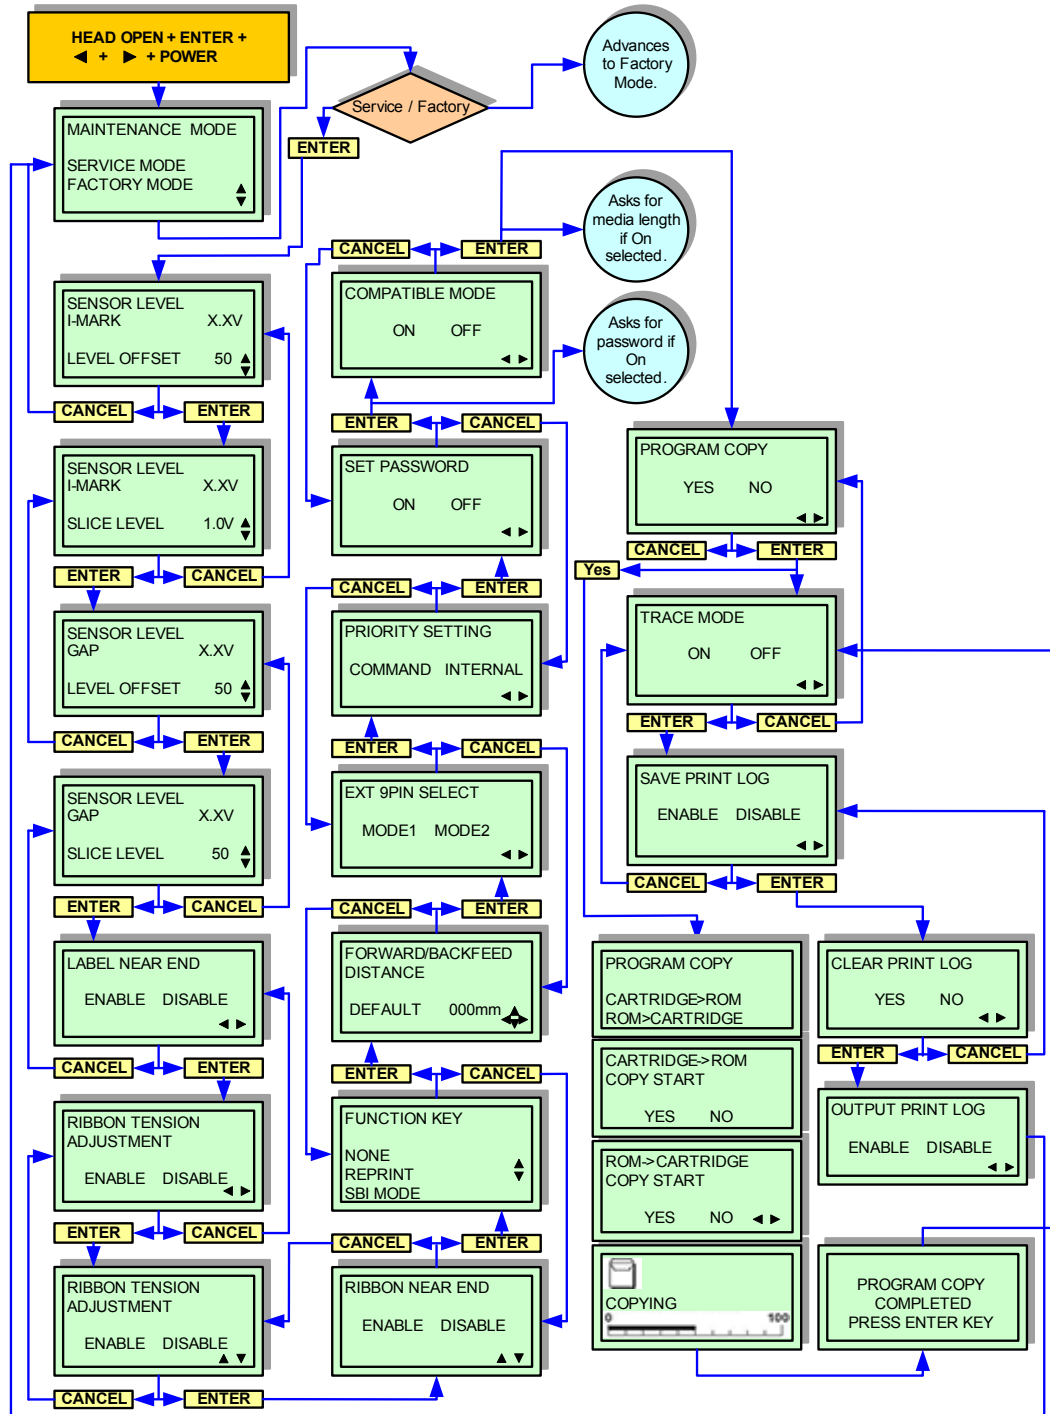 HEAD OPEN + ENTER +
◄ + ► + POWER
Advances
to Factory
Mode.
Service / Factory
ENTER
MAINTENANCE MODE
SERVICE MODE
FACTORY MODE
Asks for
media length
if On
selected.
CANCEL
ENTER
SENSOR LEVEL
I-MARK X.XV
LEVEL OFFSET 50
CANCEL
ENTER
COMPATIBLE MODE
ON OFF
Asks for
password if
On
selected.
ENTER
CANCEL
SENSOR LEVEL
I-MARK X.XV
SLICE LEVEL 1.0V
ENTER
CANCEL
SET PASSWORD
ON OFF
CANCEL
ENTER
PROGRAM COPY
YES NO
CANCEL
ENTER
Yes
SENSOR LEVEL
GAP X.XV
LEVEL OFFSET 50
CANCEL
ENTER
PRIORITY SETTING
COMMAND INTERNAL
ENTER
CANCEL
TRACE MODE
ON OFF
ENTER
CANCEL
SENSOR LEVEL
GAP X.XV
SLICE LEVEL 50
ENTER
CANCEL
EXT 9PIN SELECT
MODE1 MODE2
CANCEL
ENTER
SAVE PRINT LOG
ENABLE DISABLE
CANCEL
ENTER
LABEL NEAR END
ENABLE DISABLE
CANCEL
ENTER
FORWARD/BACKFEED
DISTANCE
DEFAULT 000mm
ENTER
CANCEL
PROGRAM COPY
CARTRIDGE>ROM
ROM>CARTRIDGE
CLEAR PRINT LOG
YES NO
ENTER
CANCEL
RIBBON TENSION
ADJUSTMENT
ENABLE DISABLE
ENTER
CANCEL
FUNCTION KEY
NONE
REPRINT
SBI MODE
CANCEL
ENTER
CARTRIDGE->ROM
COPY START
YES NO
OUTPUT PRINT LOG
ENABLE DISABLE
ROM->CARTRIDGE
COPY START
YES NO
RIBBON TENSION
ADJUSTMENT
ENABLE DISABLE
CANCEL
ENTER
RIBBON NEAR END
ENABLE DISABLE
COPYING
0 100
PROGRAM COPY
COMPLETED
PRESS ENTER KEY